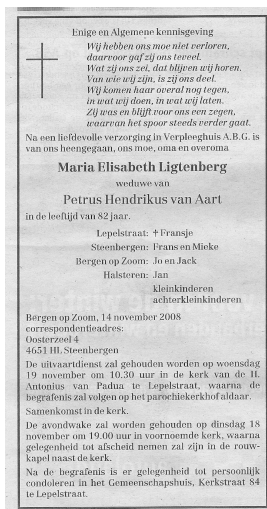 Enige en Algemene kennisgeving
Wij hebben ons moe niet verloren,
daarvoor gaf zij ons teveel.
Wat zij ons zei, dat blijven wij horen.
Van wie wij zijn, is zij ons deel.
Wij komen haar overal nog tegen,
in wat wij doen, in wat wij laten.
Zij was en blijft voor ons een zegen,
waarvan het spoor steeds verder gaat.
Na een liefdevolle verzorging in Verpleeghuis A.B.G. is
van ons heengegaan, ons moe, oma en overoma
Maria Elisabeth Ligtenberg
weduwe van
Petrus Hendrikus van Aart
in de leeftijd van 82 jaar.
Lepelstraat: † Fransje
Steenbergen: Frans en Mieke
Bergen op Zoom: Jo en Jack
Halsteren: Jan
kleinkinderen
achterkleinkinderen
Bergen op Zoom, 14 november 2008
correspondentieadres:
Oosterzeel 4
4651 HL Steenbergen
De uitvaartdienst zal gehouden worden op woensdag
19 november om 10.30 uur in de kerk van de H.
Antonius van Padua te Lepelstraat, waarna de
begrafenis zal volgen op het parochiekerkhof aldaar.
Samenkomst in de kerk.
De avondwake zal worden gehouden op dinsdag 18
november om 19.00 uur in voornoemde kerk, waarna
gelegenheid tot afscheid nemen zal zijn in de rouw-
kapel naast de kerk.
Na de begrafenis is er gelegenheid tot persoonlijk
condoleren in het Gemeenschapshuis, Kerkstraat 84
te Lepelstraat.